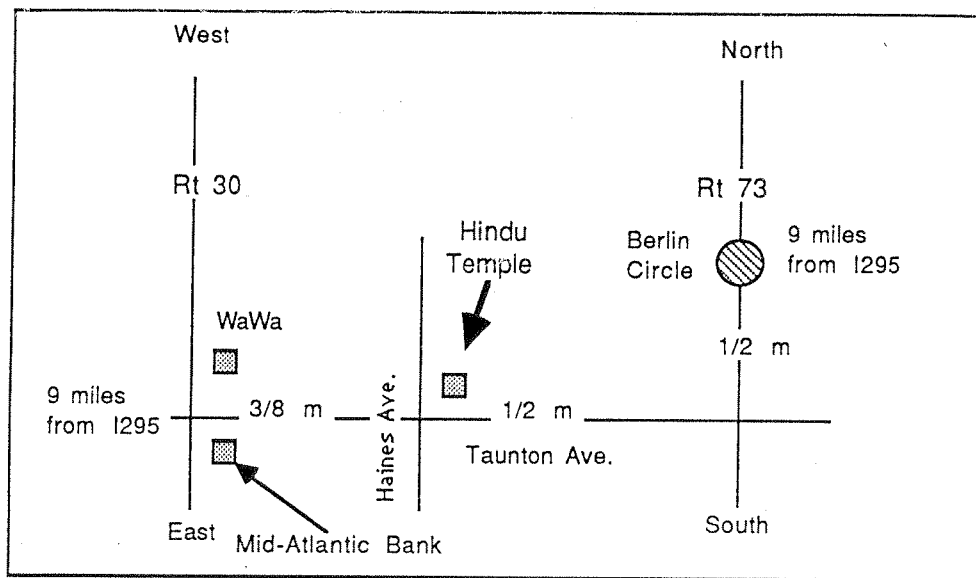 West
North
Rt 30
Rt 73
Hindu
Temple
Berlin
Circle
9 miles
from I295
WaWa
1/2 m
9 miles
from I295
3/8 m
Haines Ave.
1/2 m
Taunton Ave.
East
Mid-Atlantic Bank
South